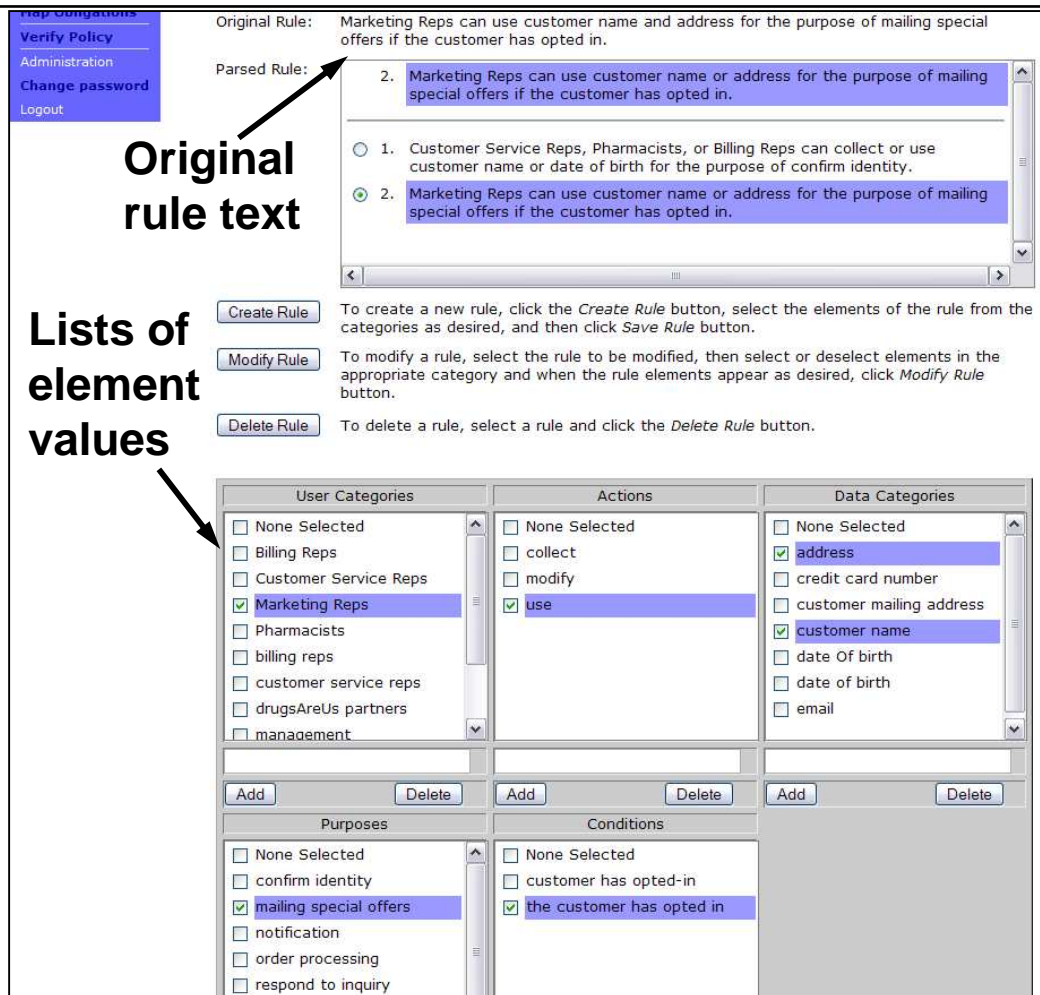 Map Obligations
Verify Policy
Administration
Change password
Logout
Original Rule: Marketing Reps can use customer name and address for the purpose of mailing special
offers if the customer has opted in.
Parsed Rule:
2. Marketing Reps can use customer name or address for the purpose of mailing
special offers if the customer has opted in.
1. Customer Service Reps, Pharmacists, or Billing Reps can collect or use
customer name or date of birth for the purpose of confirm identity.
2. Marketing Reps can use customer name or address for the purpose of mailing
special offers if the customer has opted in.
Original
rule text
Lists of
element
values
Create Rule To create a new rule, click the Create Rule button, select the elements of the rule from the
categories as desired, and then click Save Rule button.
Modify Rule To modify a rule, select the rule to be modified, then select or deselect elements in the
appropriate category and when the rule elements appear as desired, click Modify Rule
button.
Delete Rule To delete a rule, select a rule and click the Delete Rule button.
User Categories
None Selected
Billing Reps
Customer Service Reps
Marketing Reps
Pharmacists
billing reps
customer service reps
drugsAreUs partners
management
Add Delete
Actions
None Selected
collect
modify
use
Add Delete
Data Categories
None Selected
address
credit card number
customer mailing address
customer name
date Of birth
date of birth
email
Add Delete
Purposes
None Selected
confirm identity
mailing special offers
notification
order processing
respond to inquiry
Conditions
None Selected
customer has opted-in
the customer has opted in